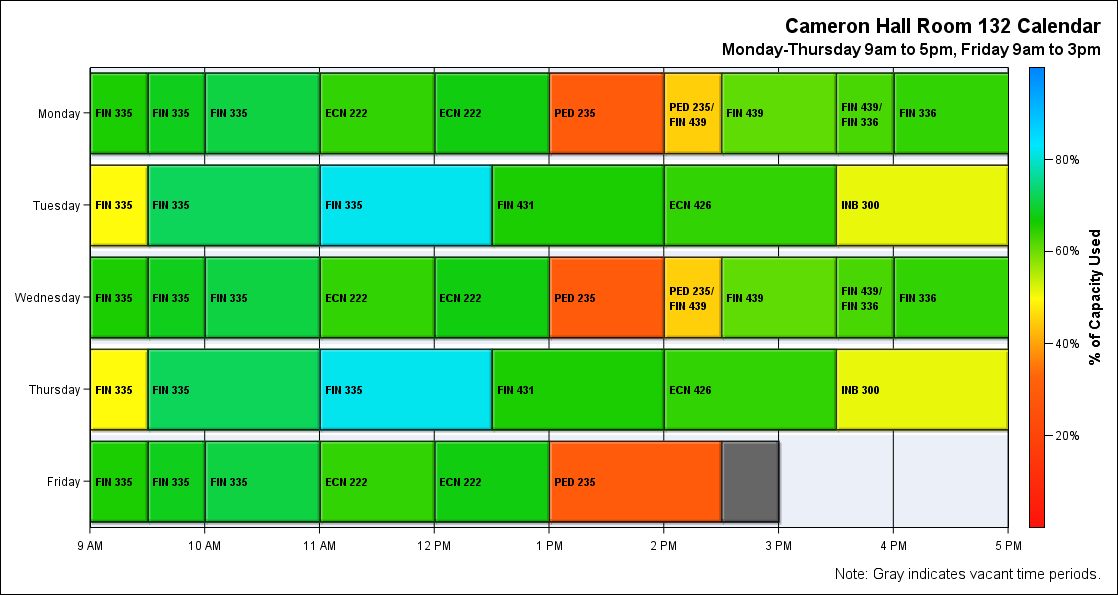 Cameron Hall Room 132 Calendar
Monday-Thursday 9am to 5pm, Friday 9am to 3pm
Monday
FIN 335
FIN 335
FIN 335
ECN 222
ECN 222
PED 235
PED 235/
FIN 439
FIN 439
FIN 439/
FIN 336
FIN 336
Tuesday
FIN 335
FIN 335
FIN 335
FIN 431
ECN 426
INB 300
Wednesday
FIN 335
FIN 335
FIN 335
ECN 222
ECN 222
PED 235
PED 235/
FIN 439
FIN 439
FIN 439/
FIN 336
FIN 336
Thursday
FIN 335
FIN 335
FIN 335
FIN 431
ECN 426
INB 300
Friday
FIN 335
FIN 335
FIN 335
ECN 222
ECN 222
PED 235
9 AM
10 AM
11 AM
12 PM
1 PM
2 PM
3 PM
4 PM
5 PM
80%
60%
40%
20%
% of Capacity Used
Note: Gray indicates vacant time periods.